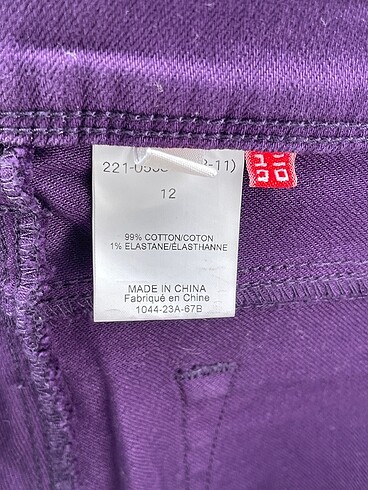 12
99% COTTON/COTON
1% ELASTANE/ÉLASTHANNE
MADE IN CHINA
Fabriqué en Chine
1044-23A-67B